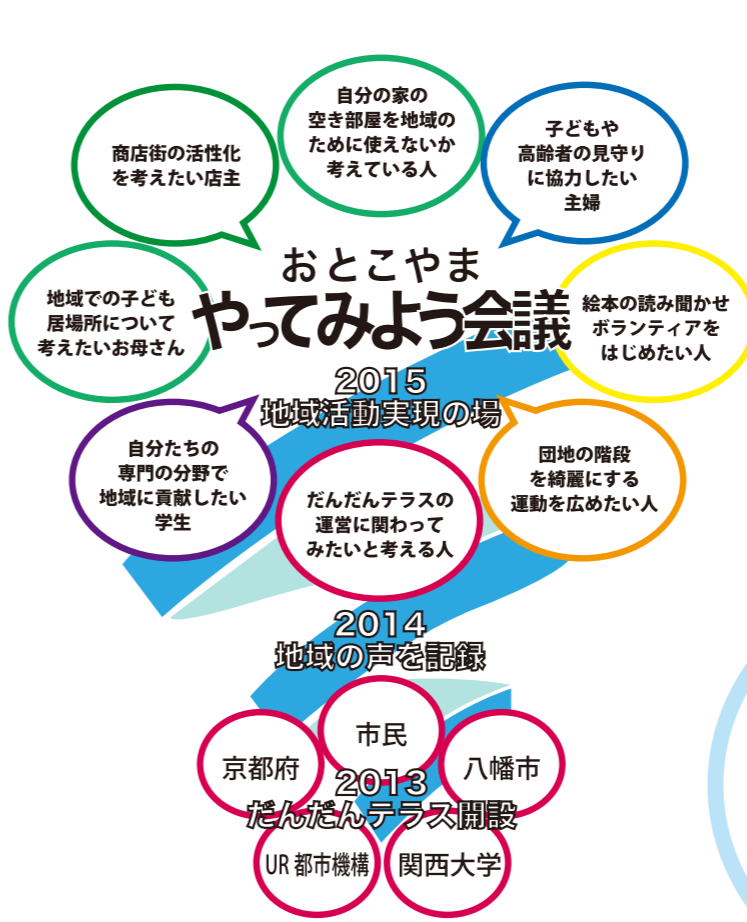 自分の家の
空き部屋を地域の
ために使えないか
考えている人
商店街の活性化
を考えたい店主
子どもや
高齢者の見守り
に協力したい
主婦
おとこやま
やってみよう会議
地域での子ども
居場所について
考えたいお母さん
絵本の読み聞かせ
ボランティアを
はじめたい人
2015
地域活動実現の場
自分たちの
専門の分野で
地域に貢献したい
学生
だんだんテラスの
運営に関わって
みたいと考える人
団地の階段
を綺麗にする
運動を広めたい人
2014
地域の声を記録
市民
京都府
八幡市
2013
だんだんテラス開設
UR 都市機構
関西大学